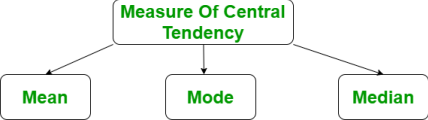 Measure Of Central
Tendency
Mean
Mode
Median